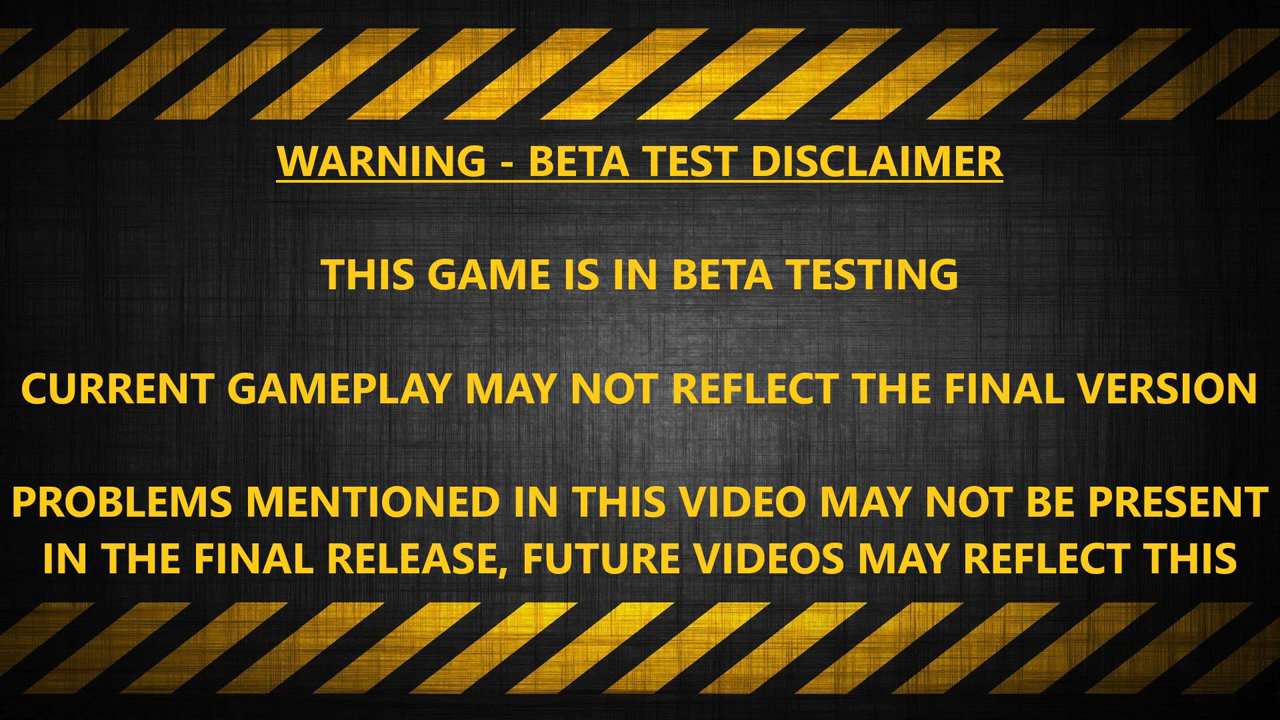 WARNING - BETA TEST DISCLAIMER
THIS GAME IS IN BETA TESTING
CURRENT GAMEPLAY MAY NOT REFLECT THE FINAL VERSION
PROBLEMS MENTIONED IN THIS VIDEO MAY NOT BE PRESENT
IN THE FINAL RELEASE, FUTURE VIDEOS MAY REFLECT THIS